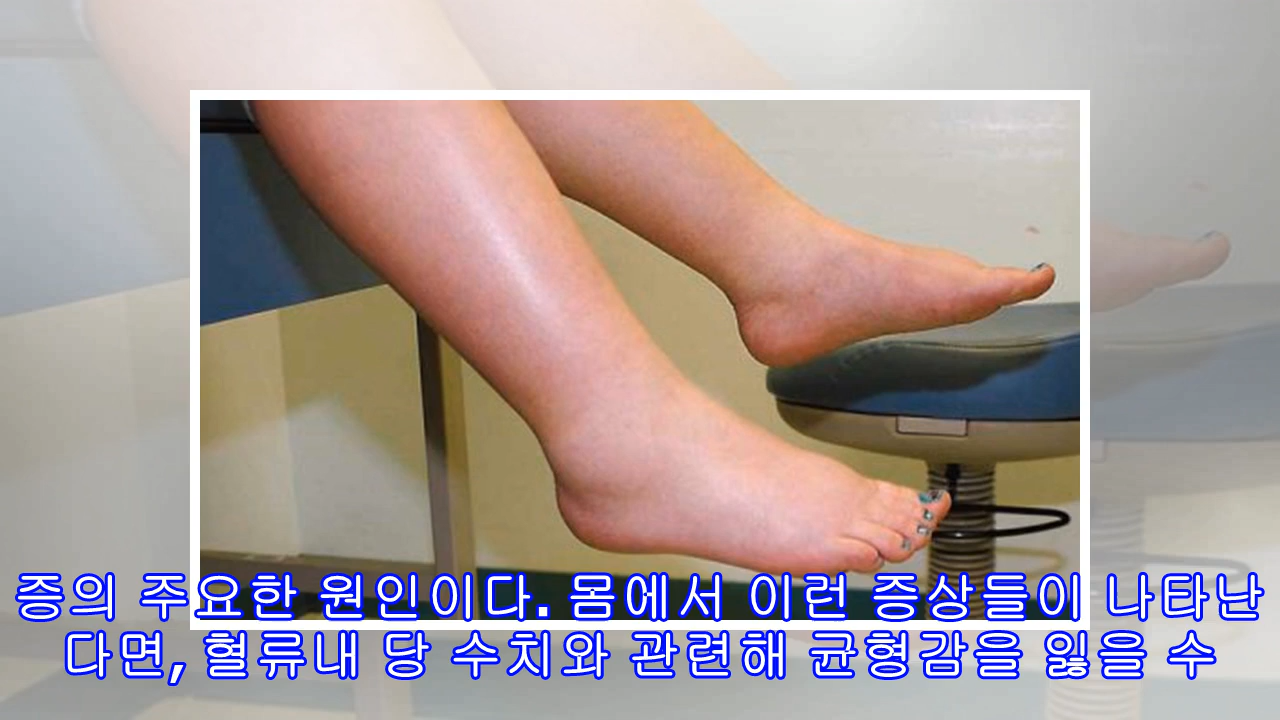 증의 주요한 원인이다. 몸에서 이런 증상들이 나타난
다면, 혈류내 당 수치와 관련해 균형감을 잃을 수